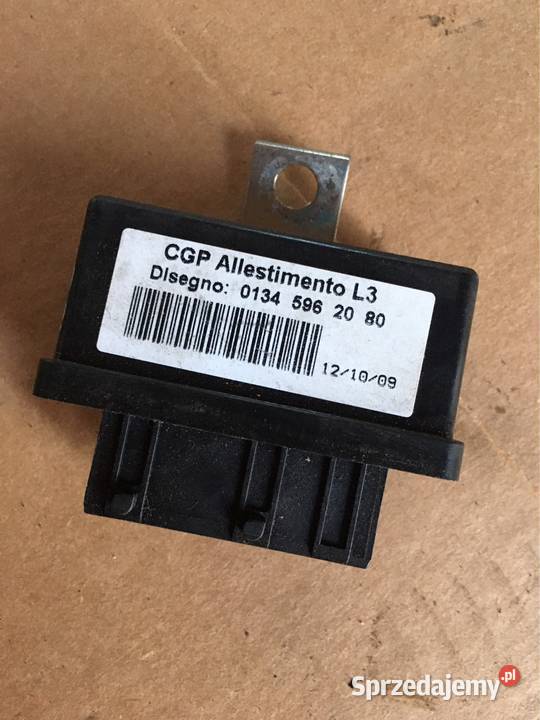 CGP Allestimento L3
Disegno: 0134 596 20 80
12/10/09
Sprzedajemy.pl